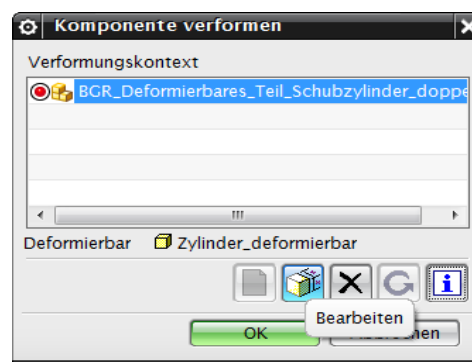 Komponente verformen
Verformungskontext
BGR_Deformierbares_Teil_Schubzylinder_doppe
Deformierbar Zylinder_deformierbar
Bearbeiten
OK